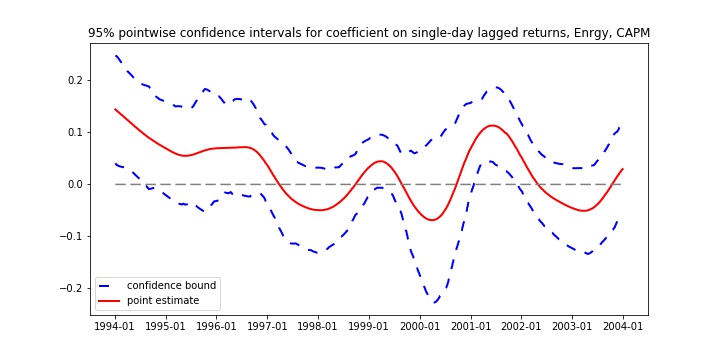 95% pointwise confidence intervals for coefficient on single-day lagged returns, Enrgy, CAPM
0.2
0.1
0.0
−0.1
−0.2
confidence bound
point estimate
1994-01 1995-01 1996-01 1997-01 1998-01 1999-01 2000-01 2001-01 2002-01 2003-01 2004-01